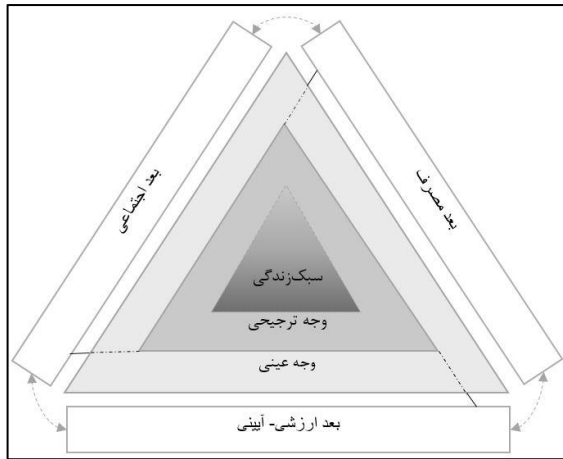 بعد اجتماعی
بعد مصرف
سبک‌زندگی
وجه ترجیحی
وجه عینی
بعد ارزشی- آیینی